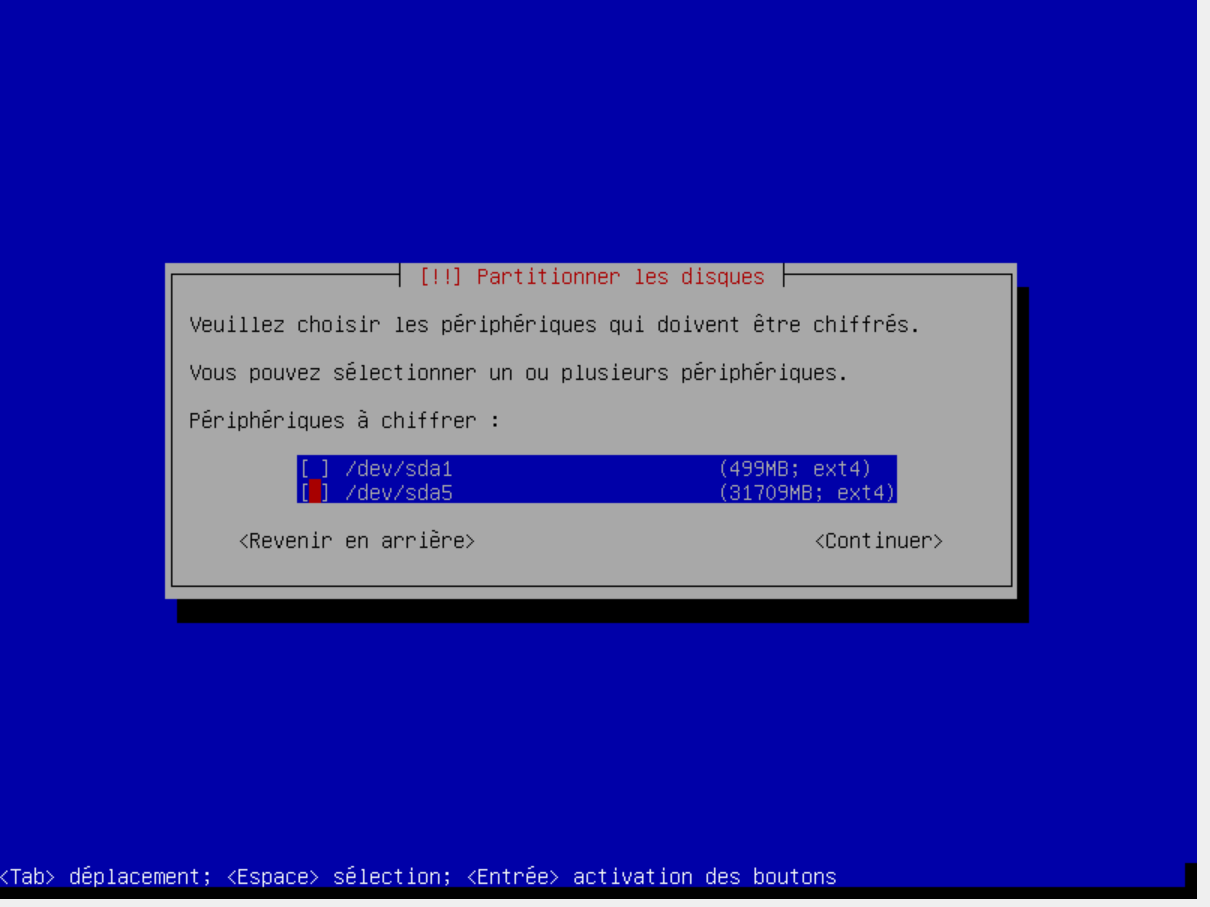 [!!] Partitionner les disques
Veuillez choisir les périphériques qui doivent être chiffrés.
Vous pouvez sélectionner un ou plusieurs périphériques.
Périphériques à chiffrer :
[ ] /dev/sda1 (499MB; ext4)
[ ] /dev/sda5 (31709MB; ext4)
<Revenir en arrière> <Continuer>
<Tab> déplacement; <Espace> sélection; <Entrée> activation des boutons